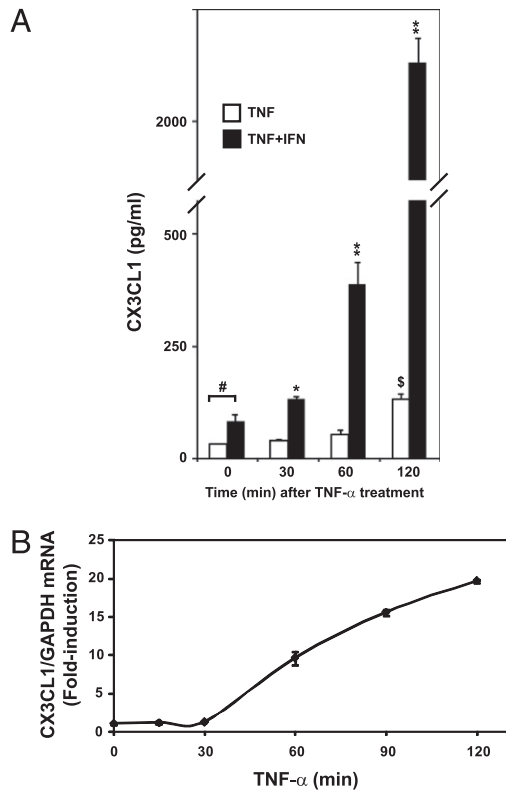 A
**
TNF
TNF+IFN
2000
CX3CL1 (pg/ml)
500
**
250
*
#
$
0
0 30 60 120
Time (min) after TNF-α treatment
B
CX3CL1/GAPDH mRNA
(Fold-induction)
25
20
15
10
5
0
0 30 60 90 120
TNF-α (min)